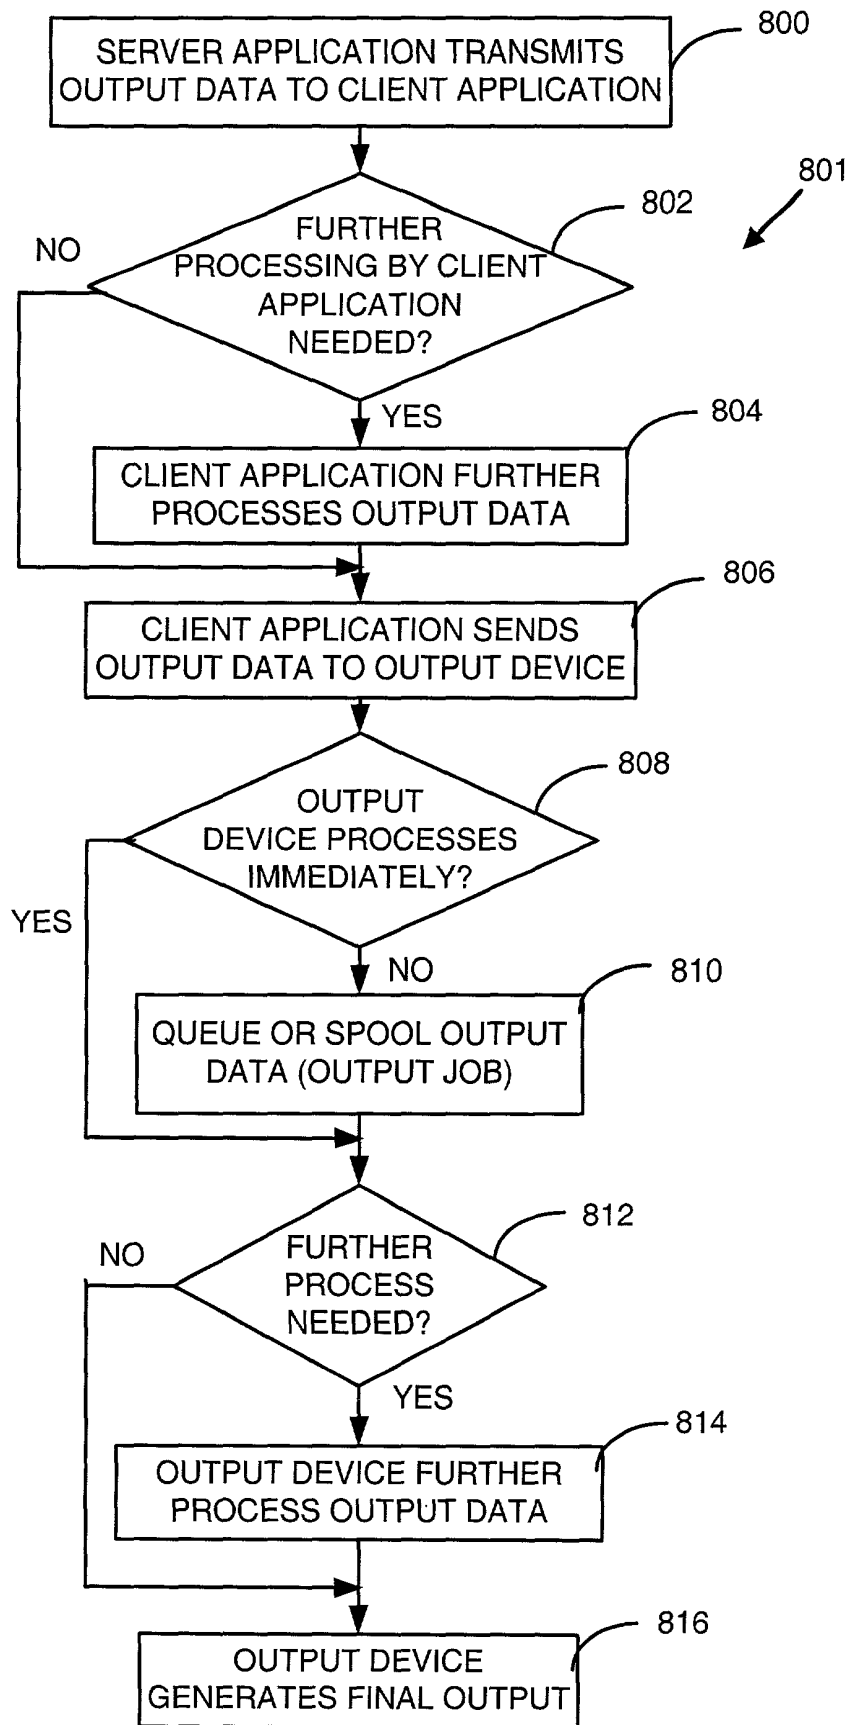 SERVER APPLICATION TRANSMITS
OUTPUT DATA TO CLIENT APPLICATION
800
801
802
FURTHER
PROCESSING BY CLIENT
APPLICATION
NEEDED?
NO
YES
804
CLIENT APPLICATION FURTHER
PROCESSES OUTPUT DATA
806
CLIENT APPLICATION SENDS
OUTPUT DATA TO OUTPUT DEVICE
808
OUTPUT
DEVICE PROCESSES
IMMEDIATELY?
YES
NO
810
QUEUE OR SPOOL OUTPUT
DATA (OUTPUT JOB)
812
FURTHER
PROCESS
NEEDED?
NO
YES
814
OUTPUT DEVICE FURTHER
PROCESS OUTPUT DATA
816
OUTPUT DEVICE
GENERATES FINAL OUTPUT